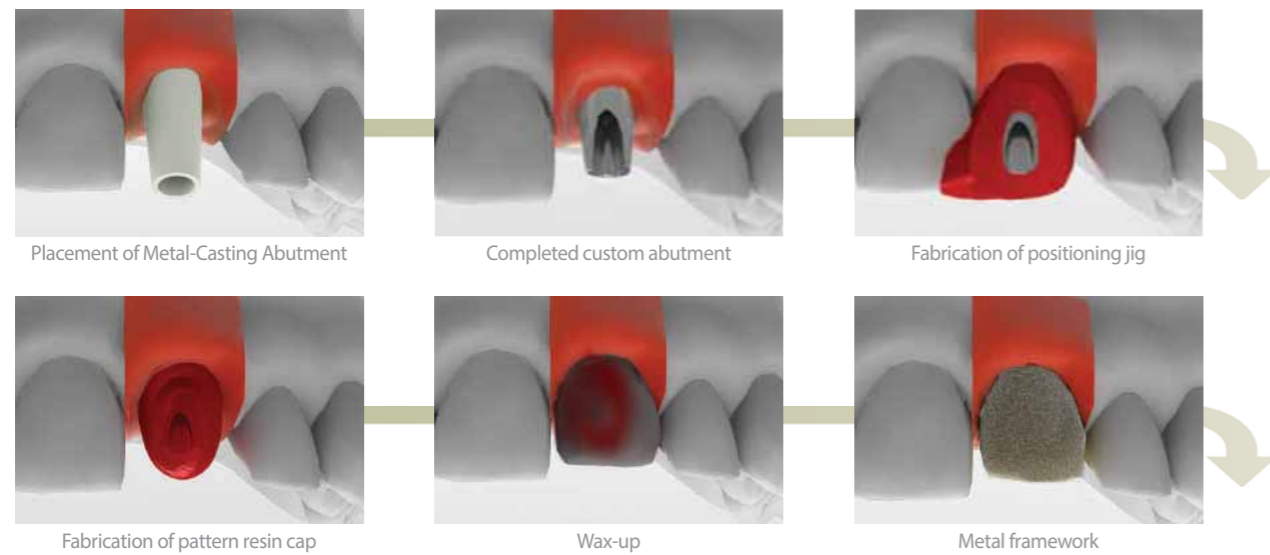 Placement of Metal-Casting Abutment
Completed custom abutment
Fabrication of positioning jig
Fabrication of pattern resin cap
Wax-up
Metal framework